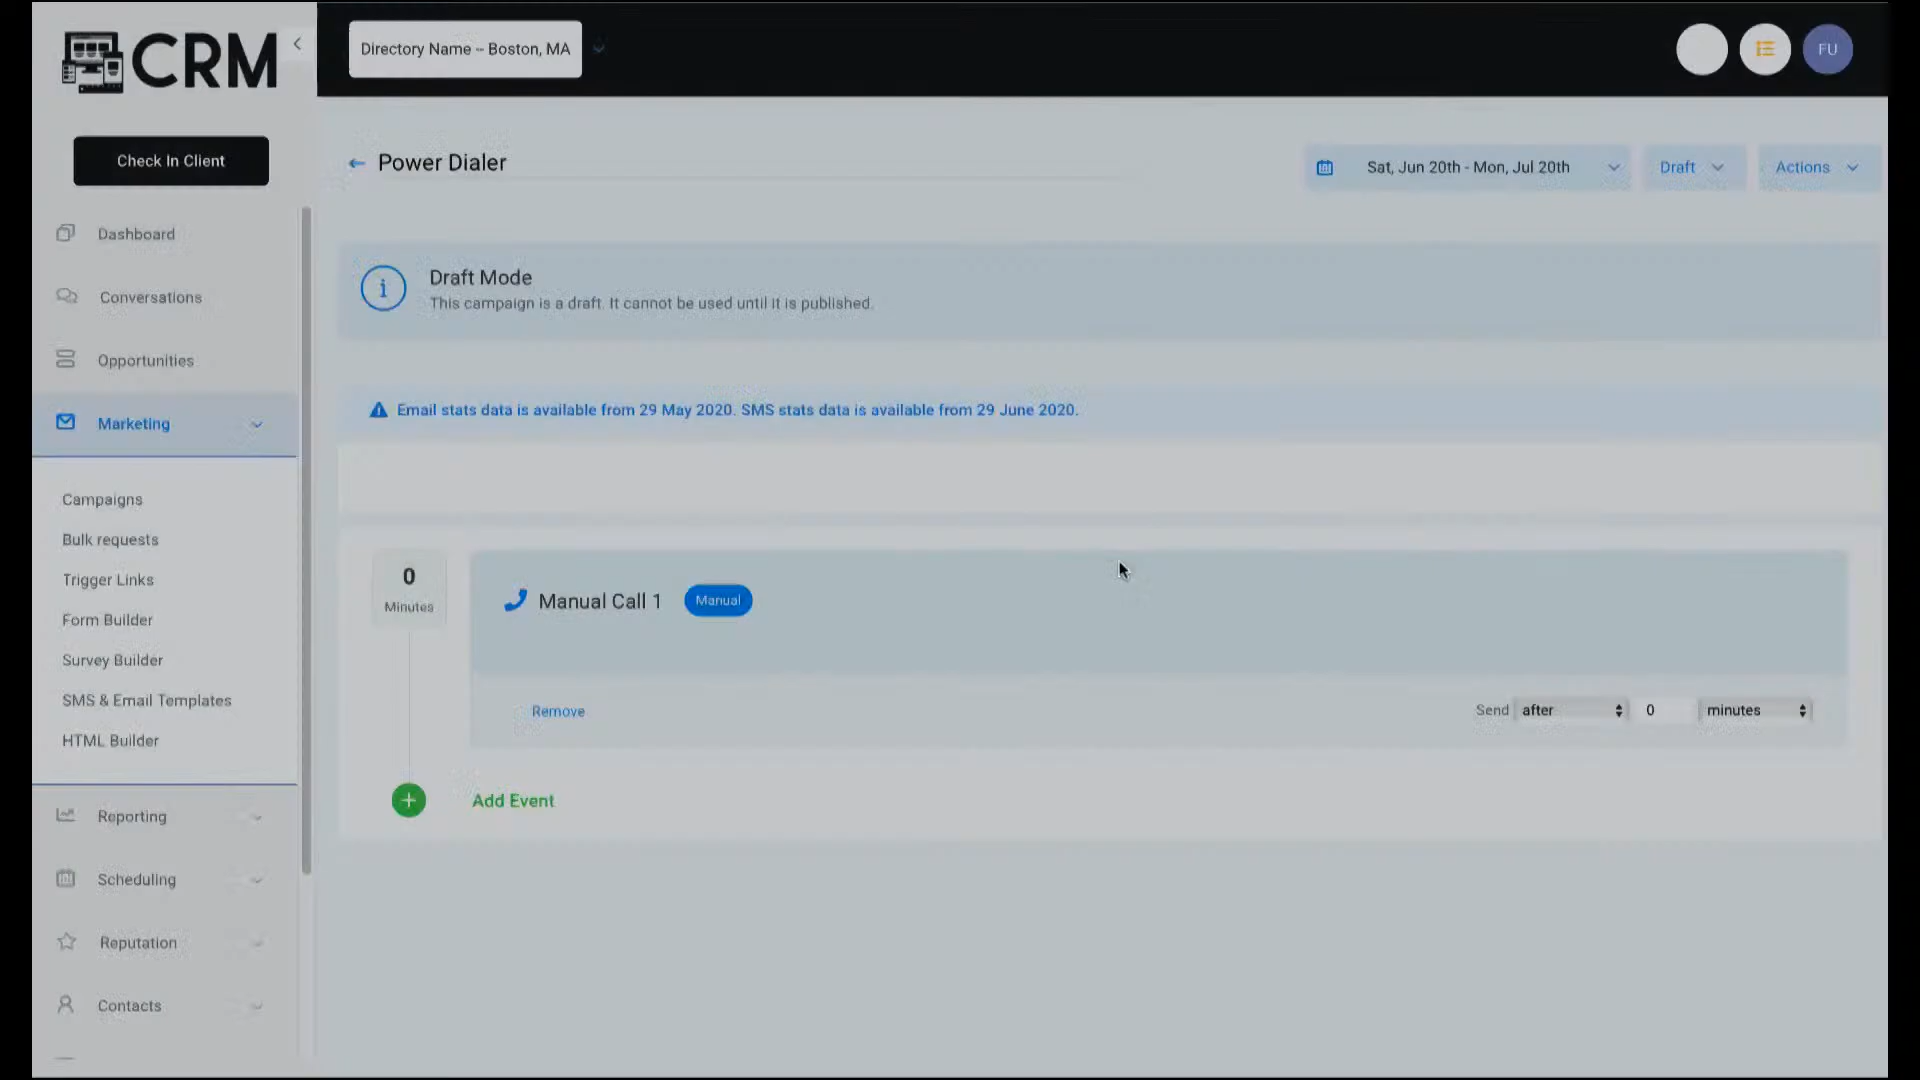 CRM
Directory Name – Boston, MA
FU
Check In Client
Power Dialer
Sat, Jun 20th - Mon, Jul 20th
Draft
Actions
Dashboard
Conversations
Opportunities
Marketing
Campaigns
Bulk requests
Trigger Links
Form Builder
Survey Builder
SMS & Email Templates
HTML Builder
Reporting
Scheduling
Reputation
Contacts
Draft Mode
This campaign is a draft. It cannot be used until it is published.
Email stats data is available from 29 May 2020. SMS stats data is available from 29 June 2020.
0
Minutes
Manual Call 1
Manual
Remove
Send after 0 minutes
Add Event